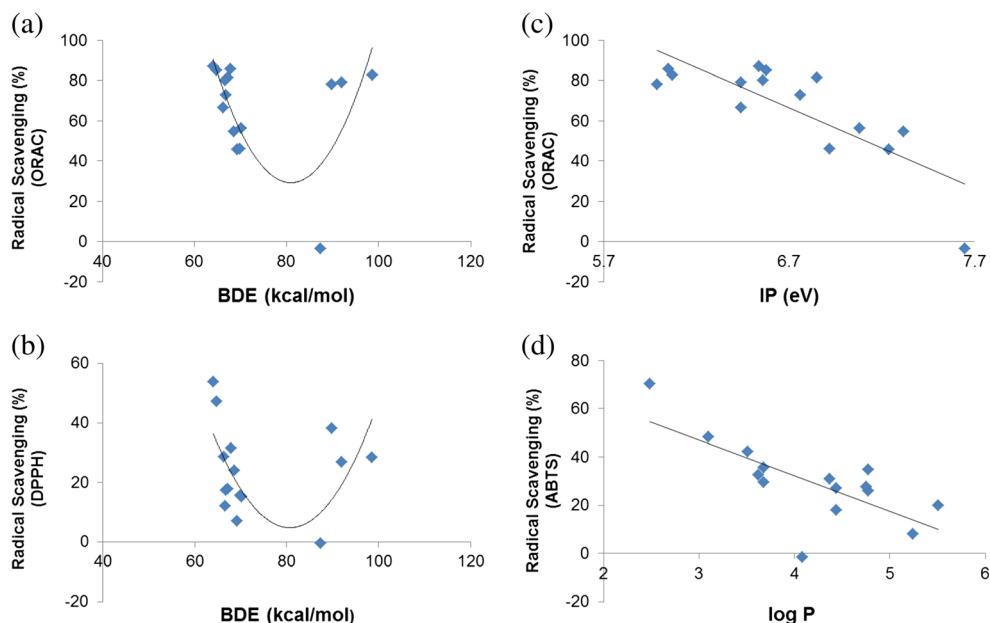 (a)
Radical Scavenging (%)
(ORAC)
100
80
60
40
20
0
-20
40
60
80
100
120
BDE (kcal/mol)
(c)
Radical Scavenging (%)
(ORAC)
100
80
60
40
20
0
-20
5.7
6.7
7.7
IP (eV)
(b)
Radical Scavenging (%)
(DPPH)
60
40
20
0
-20
40
60
80
100
120
BDE (kcal/mol)
(d)
Radical Scavenging (%)
(ABTS)
80
60
40
20
0
-20
2
3
4
5
6
log P